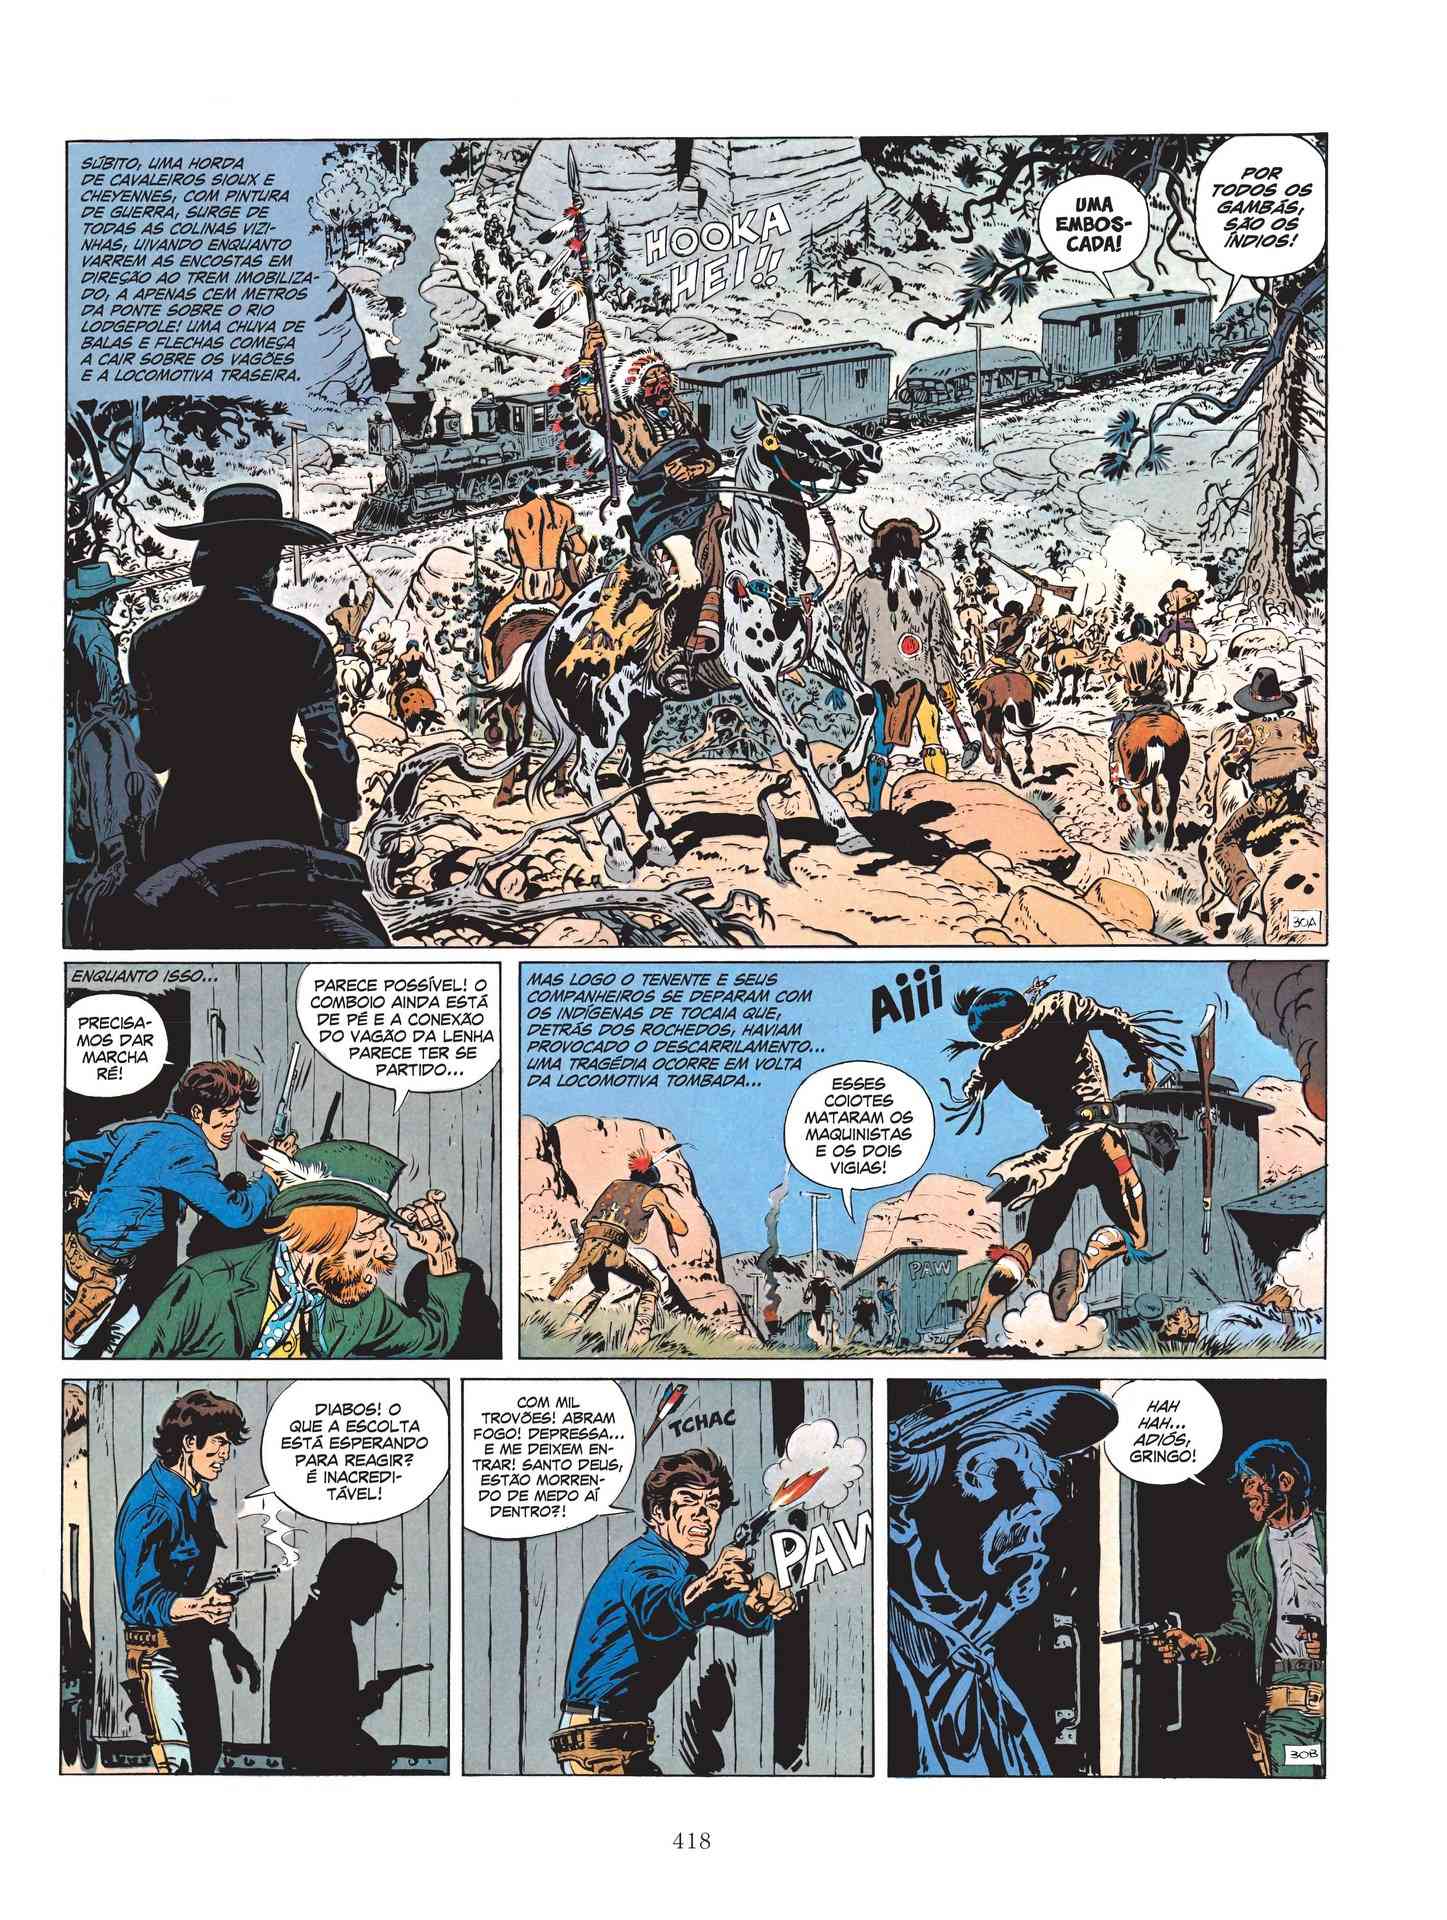 SÚBITO, UMA HORDA
DE CAVALEIROS SIOUX E
CHEYENNES, COM PINTURA
DE GUERRA, SURGE DE
TODAS AS COLINAS VIZI-
NHAS, UIVANDO ENQUANTO
VARREM AS ENCOSTAS EM
DIREÇÃO AO TREM IMOBILIZA-
DO, A APENAS CEM METROS
DA PONTE SOBRE O RIO
LODGEPOLE! UMA CHUVA DE
BALAS E FLECHAS COMEÇA
A CAIR SOBRE OS VAGÕES
E A LOCOMOTIVA TRASEIRA.
HOOKA
HEI!!
UMA
EMBOS-
CADA!
POR
TODOS OS
GAMBÁS,
SÃO OS
ÍNDIOS!
30A
ENQUANTO ISSO...
PRECISA-
MOS DAR
MARCHA
RÉ!
PARECE POSSÍVEL! O
COMBOIO AINDA ESTÁ
DE PÉ E A CONEXÃO
DO VAGÃO DA LENHA
PARECE TER SE
PARTIDO...
MAS LOGO O TENENTE E SEUS
COMPANHEIROS SE DEPARAM COM
OS INDÍGENAS DE TOCAIA QUE,
DETRÁS DOS ROCHEDOS, HAVIAM
PROVOCADO O DESCARRILAMENTO...
UMA TRAGÉDIA OCORRE EM VOLTA
DA LOCOMOTIVA TOMBADA...
AIIII
ESSES
COIOTES
MATARAM OS
MAQUINISTAS
E OS DOIS
VIGIAS!
PAW
DIABOS! O
QUE A ESCOLTA
ESTÁ ESPERANDO
PARA REAGIR?
É INACREDI-
TÁVEL!
COM MIL
TROVÕES! ABRAM
FOGO! DEPRESSA...
E ME DEIXEM EN-
TRAR! SANTO DEUS,
ESTÃO MORREN-
DO DE MEDO AÍ
DENTRO?!
TCHAC
PAW
HAH
HAH...
ADIÓS,
GRINGO!
30B
418